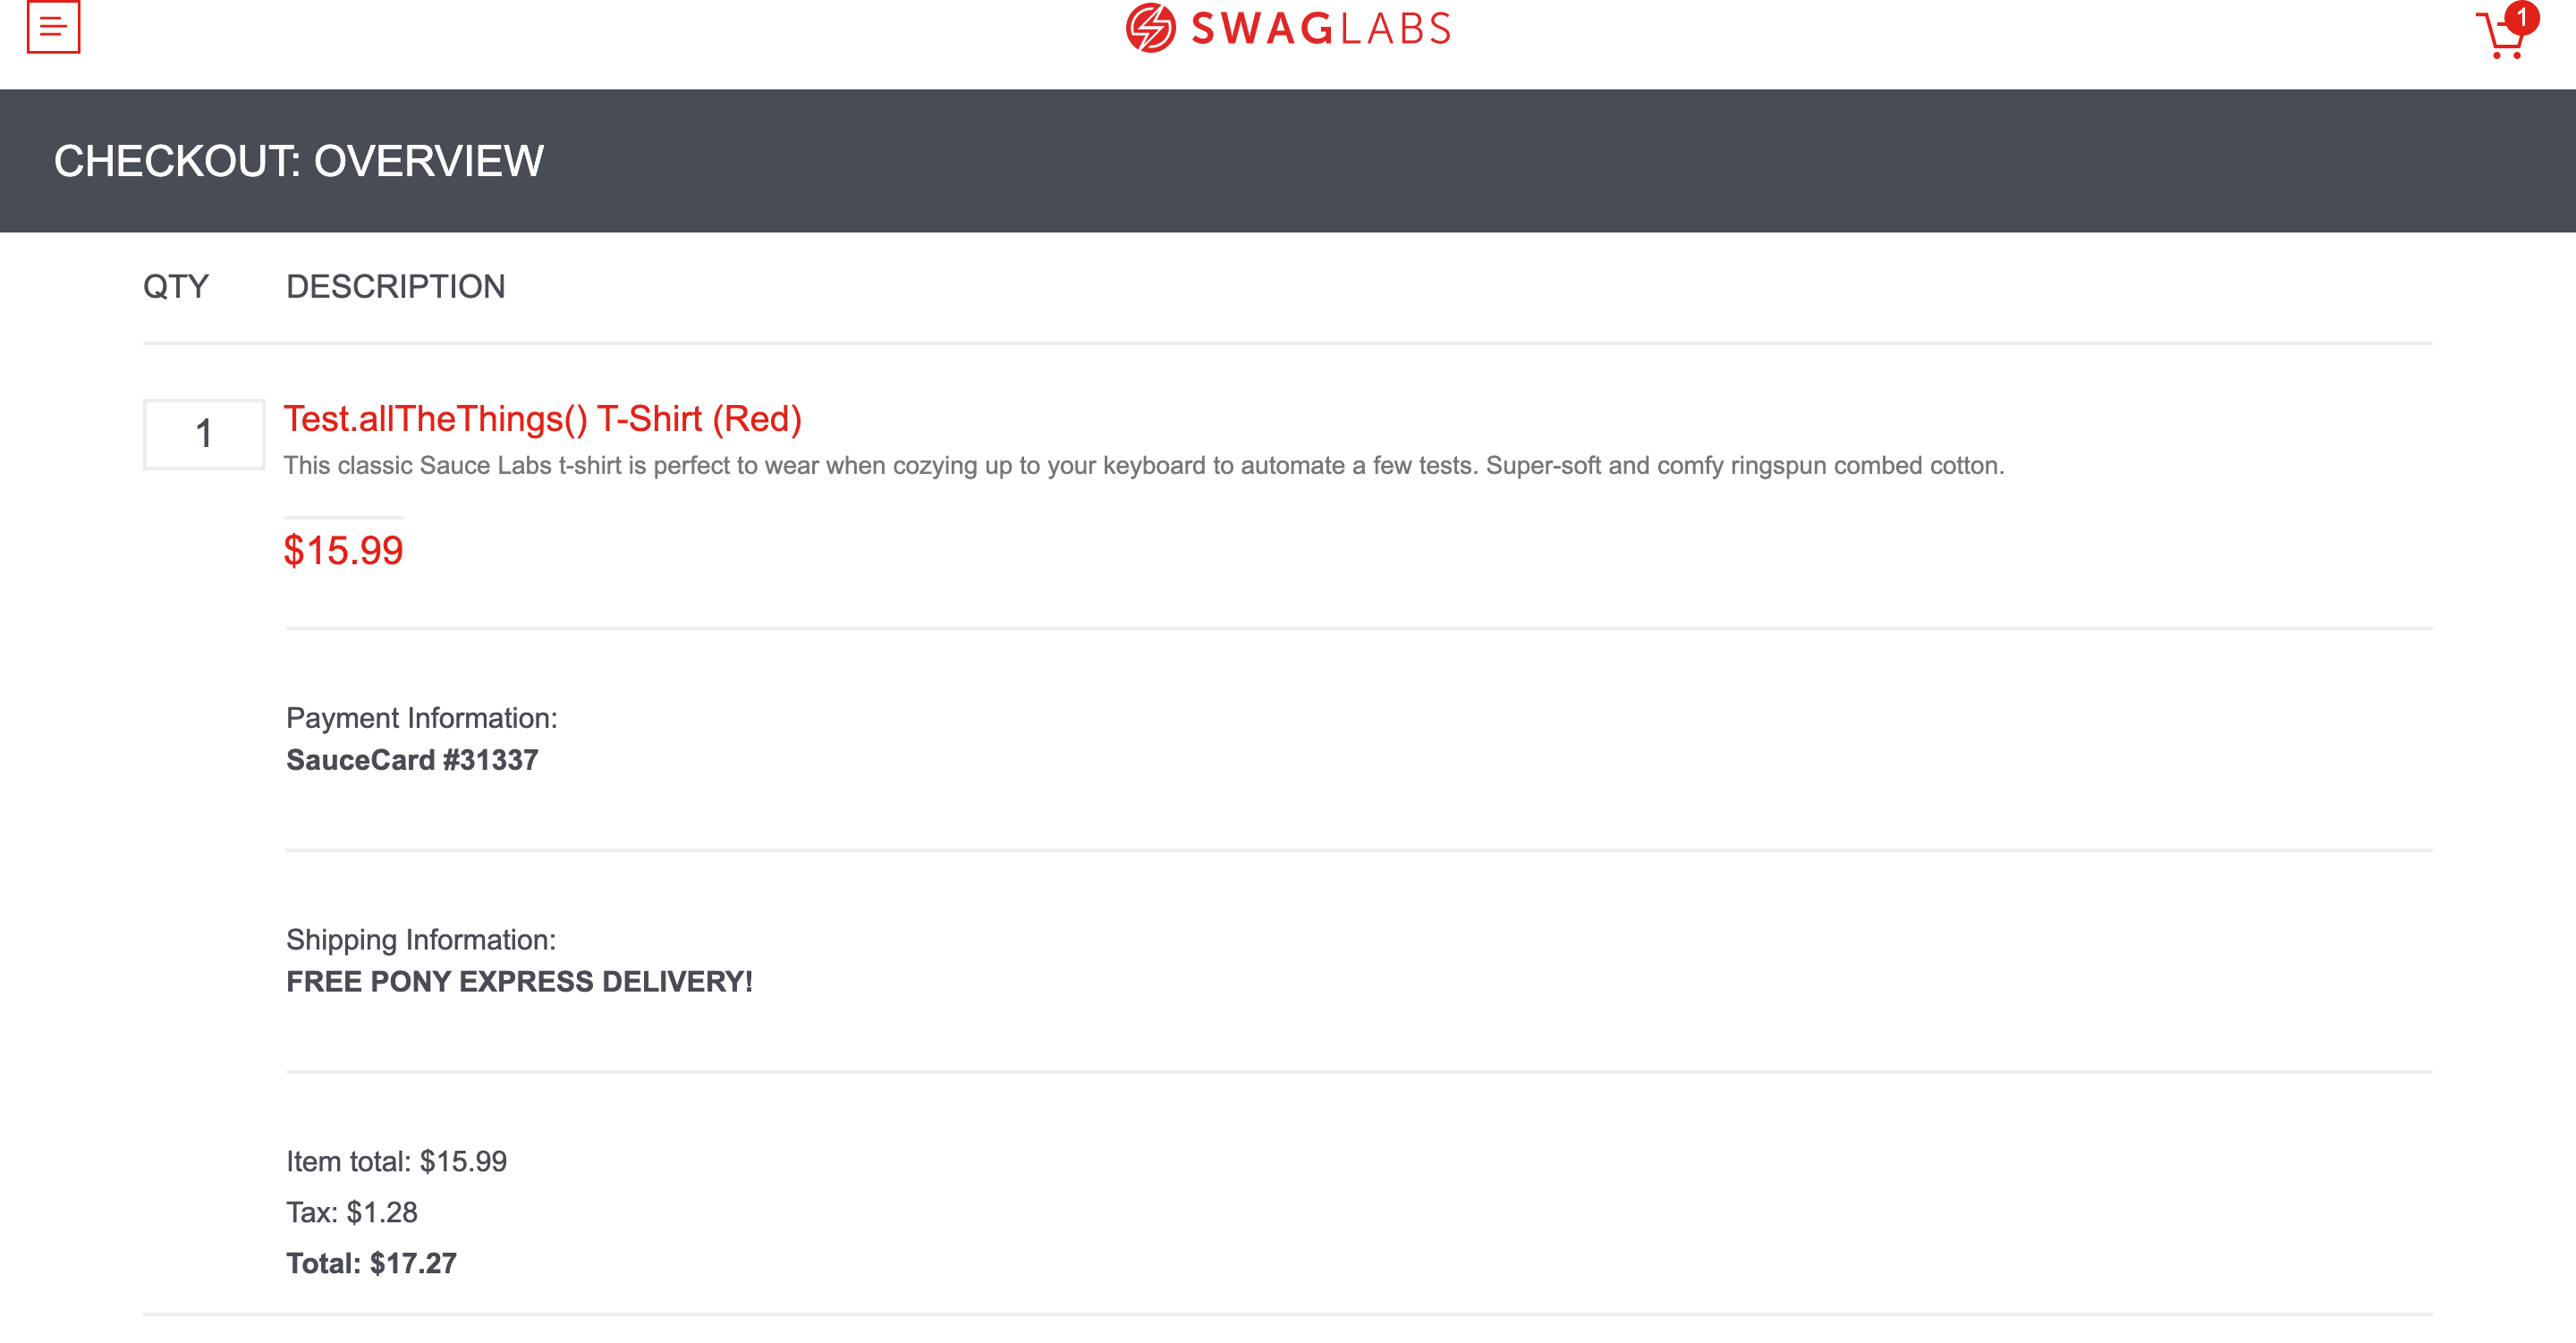 SWAGLABS
1
CHECKOUT: OVERVIEW
QTY DESCRIPTION
1 Test.allTheThings() T-Shirt (Red)
This classic Sauce Labs t-shirt is perfect to wear when cozying up to your keyboard to automate a few tests. Super-soft and comfy ringspun combed cotton.
$15.99
Payment Information:
SauceCard #31337
Shipping Information:
FREE PONY EXPRESS DELIVERY!
Item total: $15.99
Tax: $1.28
Total: $17.27